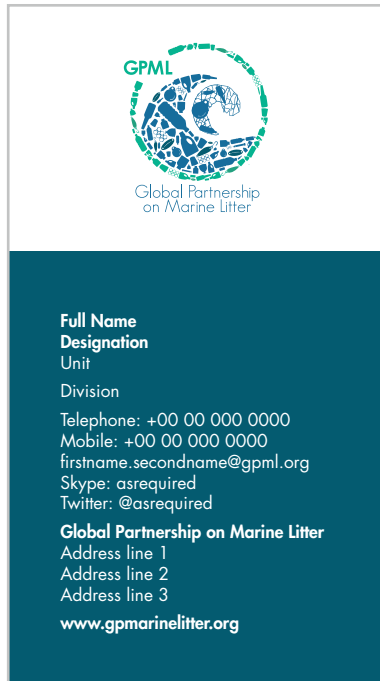 GPML
Global Partnership
on Marine Litter
Full Name
Designation
Unit
Division
Telephone: +00 00 000 0000
Mobile: +00 00 000 0000
firstname.secondname@gpml.org
Skype: asrequired
Twitter: @asrequired
Global Partnership on Marine Litter
Address line 1
Address line 2
Address line 3
www.gpmarinelitter.org